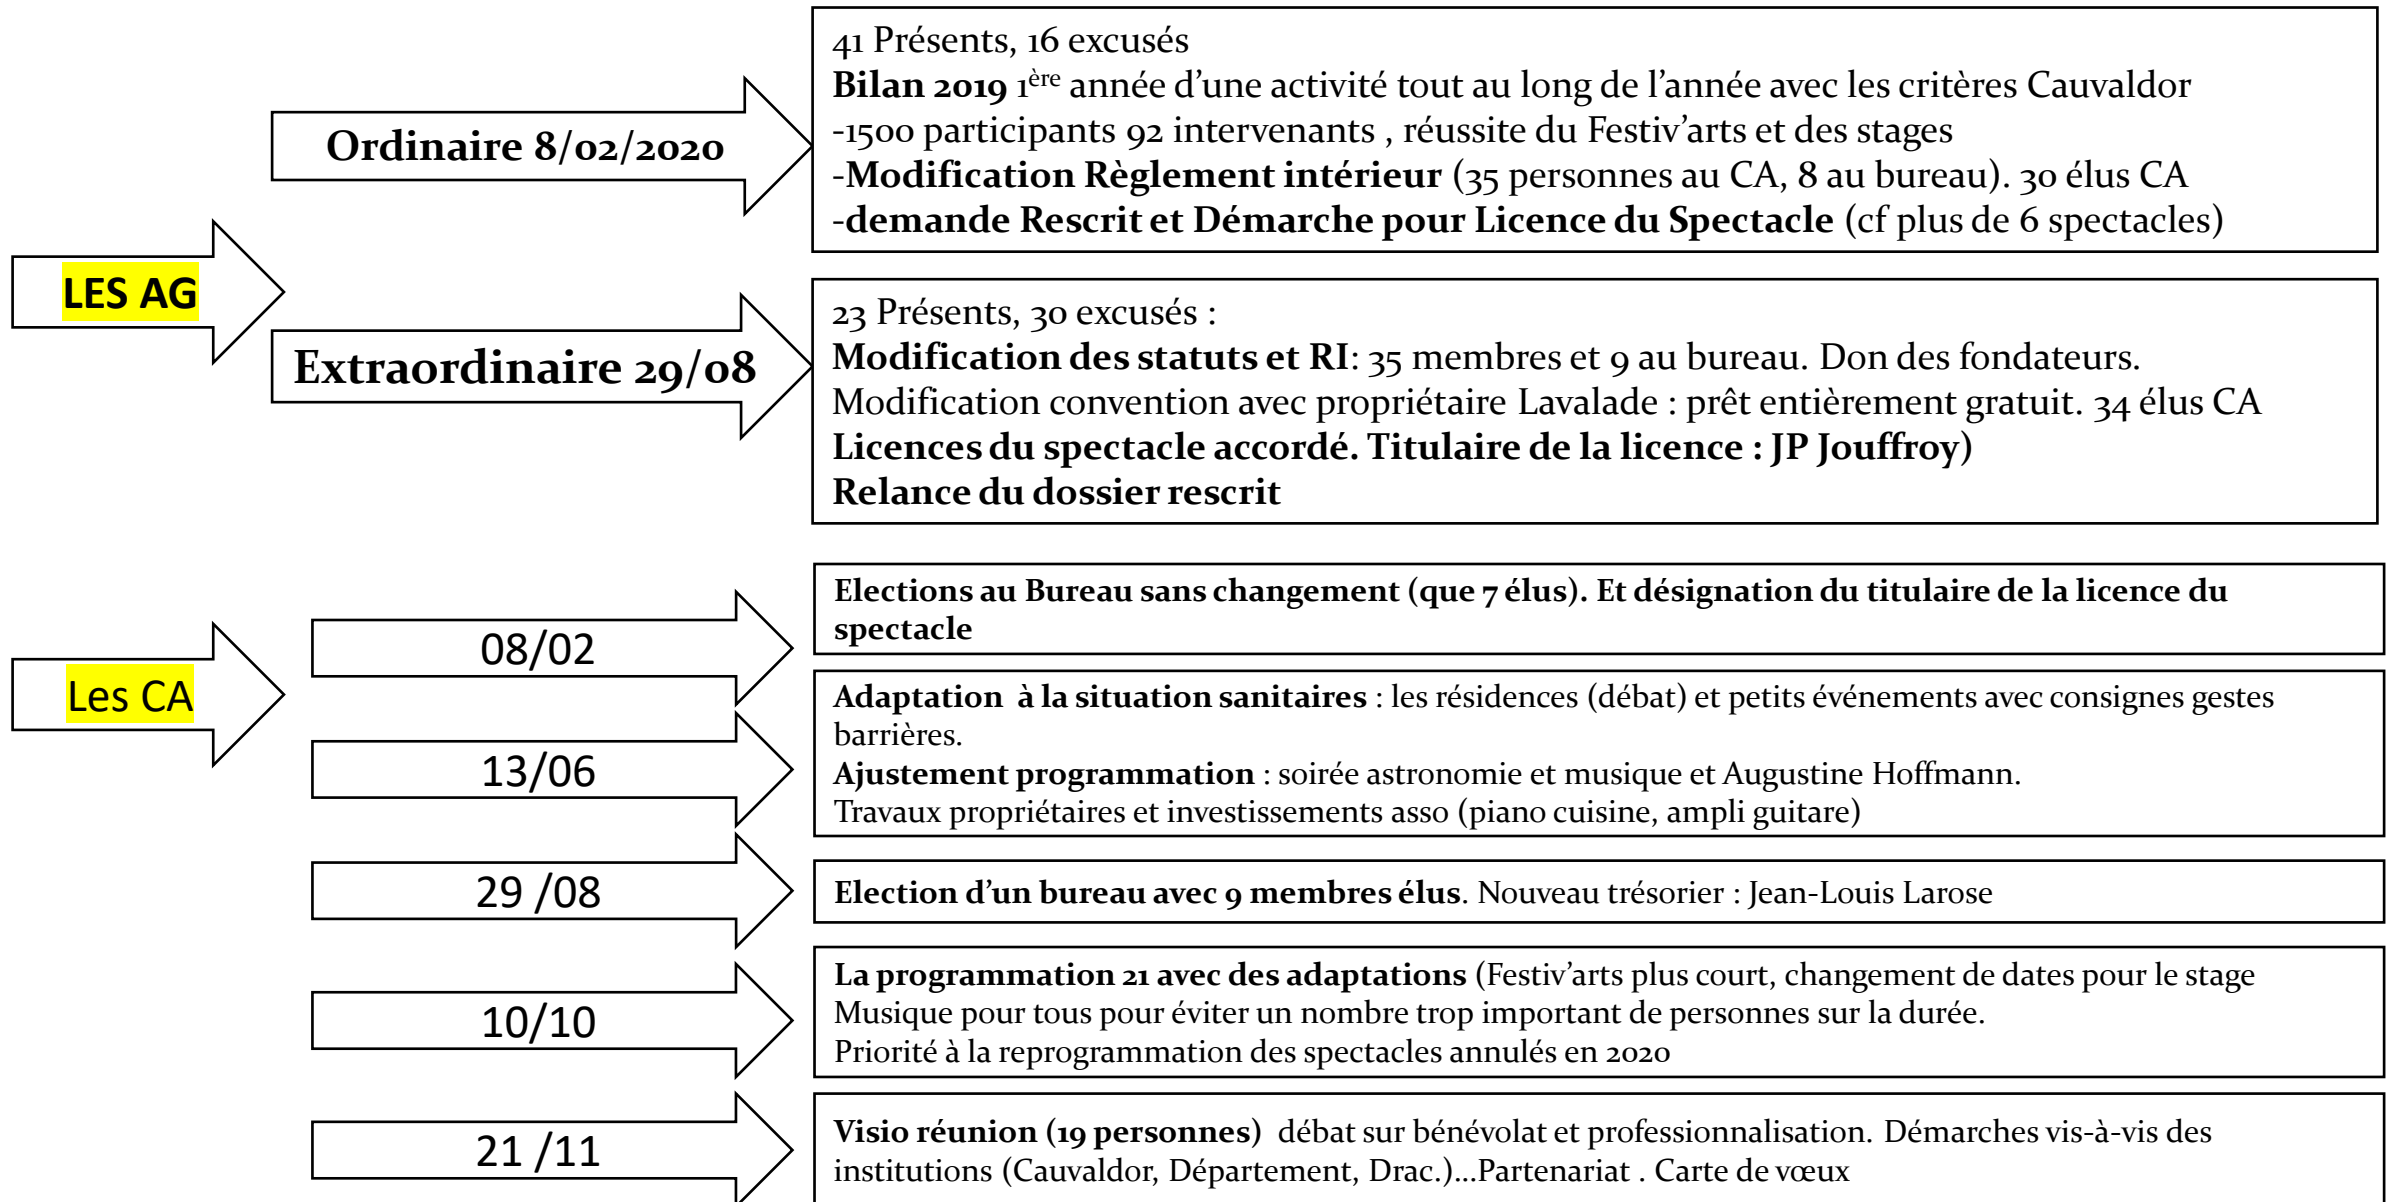 LES AG
Ordinaire 8/02/2020
41 Présents, 16 excusés
Bilan 2019 1ère année d’une activité tout au long de l’année avec les critères Cauvaldor
-1500 participants 92 intervenants , réussite du Festiv’arts et des stages
-Modification Règlement intérieur (35 personnes au CA, 8 au bureau). 30 élus CA
-demande Rescrit et Démarche pour Licence du Spectacle (cf plus de 6 spectacles)
Extraordinaire 29/08
23 Présents, 30 excusés :
Modification des statuts et RI: 35 membres et 9 au bureau. Don des fondateurs.
Modification convention avec propriétaire Lavalade : prêt entièrement gratuit. 34 élus CA
Licences du spectacle accordé. Titulaire de la licence : JP Jouffroy)
Relance du dossier rescrit
Les CA
08/02
Elections au Bureau sans changement (que 7 élus). Et désignation du titulaire de la licence du
spectacle
13/06
Adaptation à la situation sanitaires : les résidences (débat) et petits événements avec consignes gestes
barrières.
Ajustement programmation : soirée astronomie et musique et Augustine Hoffmann.
Travaux propriétaires et investissements asso (piano cuisine, ampli guitare)
29 /08
Election d’un bureau avec 9 membres élus. Nouveau trésorier : Jean-Louis Larose
10/10
La programmation 21 avec des adaptations (Festiv’arts plus court, changement de dates pour le stage
Musique pour tous pour éviter un nombre trop important de personnes sur la durée.
Priorité à la reprogrammation des spectacles annulés en 2020
21 /11
Visio réunion (19 personnes) débat sur bénévolat et professionnalisation. Démarches vis-à-vis des
institutions (Cauvaldor, Département, Drac.)…Partenariat . Carte de vœux